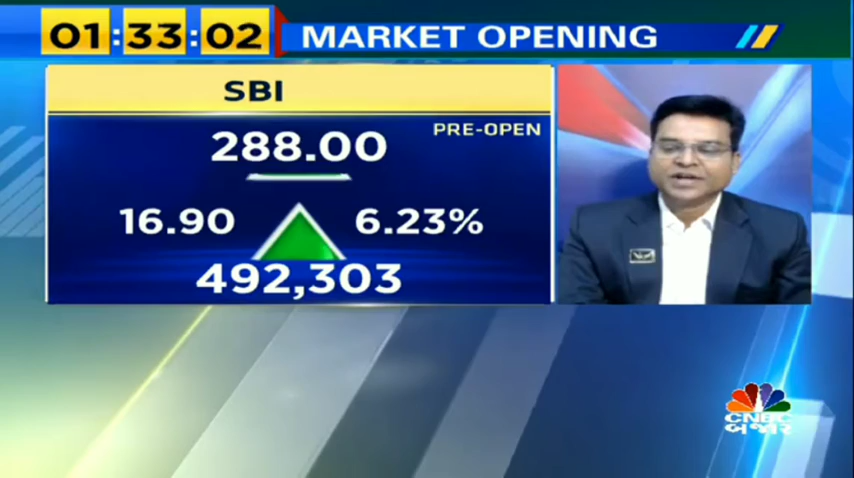 01:33:02
MARKET OPENING
SBI
PRE-OPEN
288.00
16.90
6.23%
492,303
CNBC
બજાર